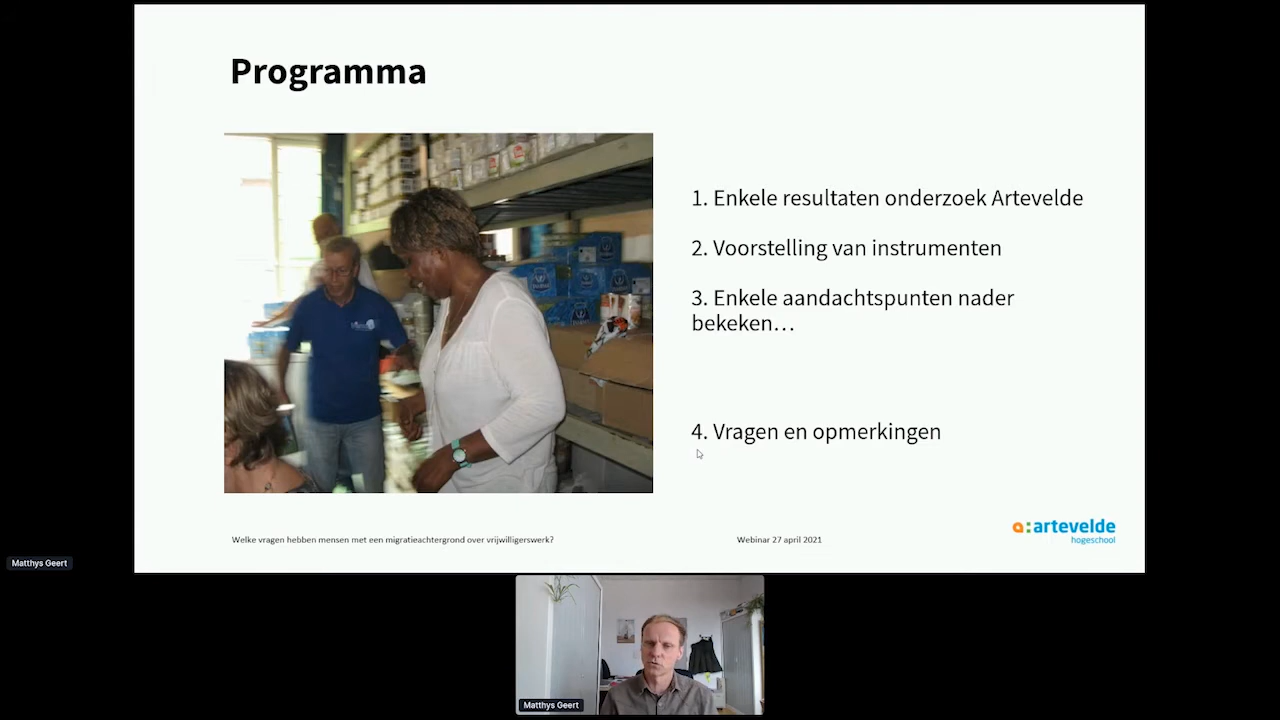 Programma
1. Enkele resultaten onderzoek Artevelde
2. Voorstelling van instrumenten
3. Enkele aandachtspunten nader
bekeken…
4. Vragen en opmerkingen
a:artevelde
hogeschool
Welke vragen hebben mensen met een migratieachtergrond over vrijwilligerswerk?
Webinar 27 april 2021
Matthys Geert
Matthys Geert